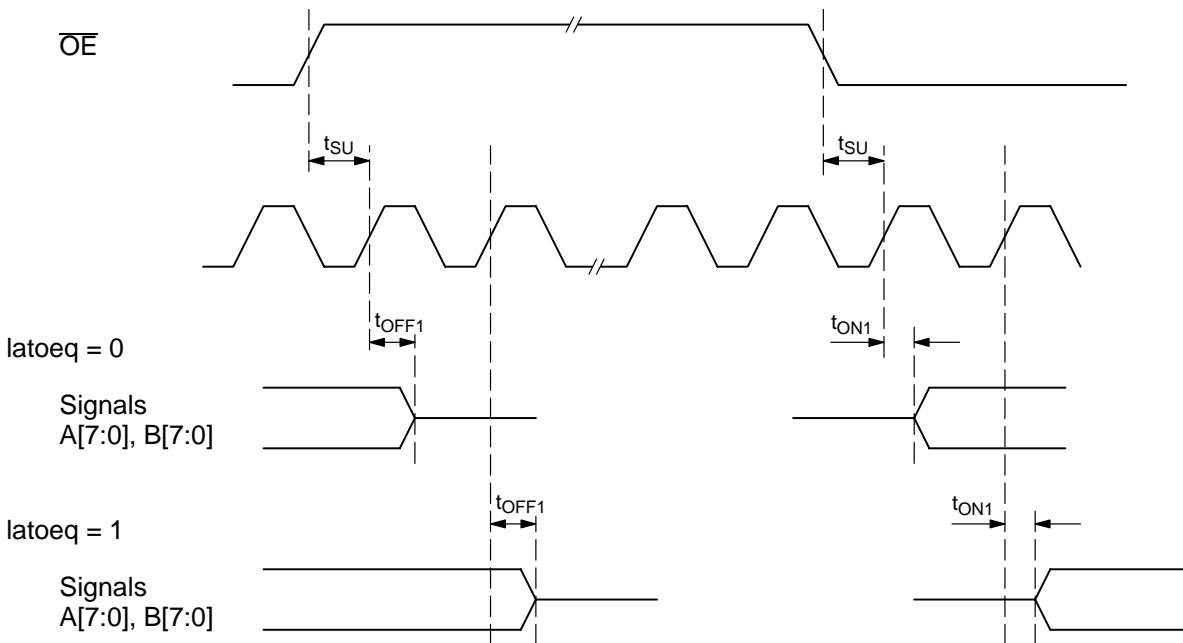 OE
tSU
tSU
tOFF1
tON1
latoeq = 0
Signals
A[7:0], B[7:0]
tOFF1
tON1
latoeq = 1
Signals
A[7:0], B[7:0]